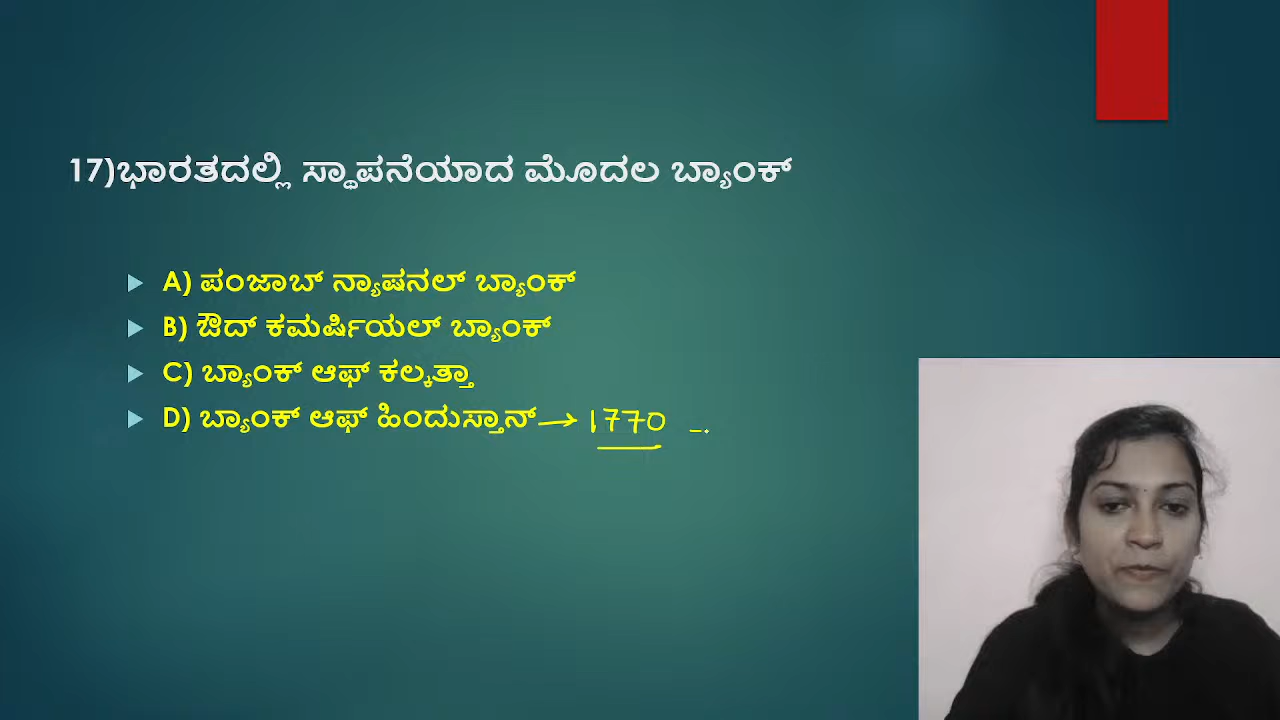 17)ಭಾರತದಲ್ಲಿ ಸ್ಥಾಪನೆಯಾದ ಮೊದಲ ಬ್ಯಾಂಕ್
A) ಪಂಜಾಬ್ ನ್ಯಾಷನಲ್ ಬ್ಯಾಂಕ್
B) ಔದ್ ಕಮರ್ಷಿಯಲ್ ಬ್ಯಾಂಕ್
C) ಬ್ಯಾಂಕ್ ಆಫ್ ಕಲ್ಕತ್ತಾ
D) ಬ್ಯಾಂಕ್ ಆಫ್ ಹಿಂದುಸ್ತಾನ್ → 1770 -